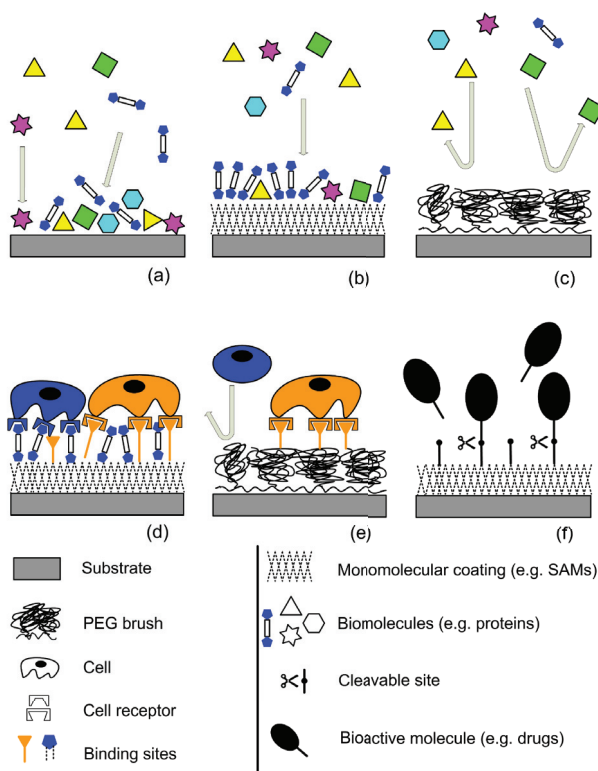 (a)
(b)
(c)
(d)
(e)
(f)
Substrate
PEG brush
Cell
Cell receptor
Binding sites
Monomolecular coating (e.g. SAMs)
Biomolecules (e.g. proteins)
Cleavable site
Bioactive molecule (e.g. drugs)